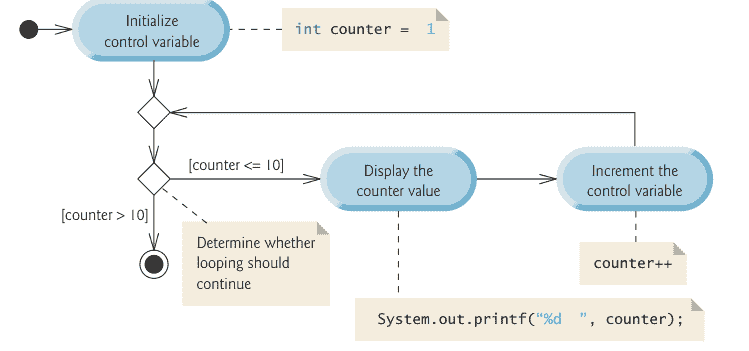 Initialize
control variable
int counter =  1
[counter <= 10]
Display the
counter value
Increment the
control variable
[counter > 10]
Determine whether
looping should
continue
counter++
System.out.printf(“%d  ”, counter);